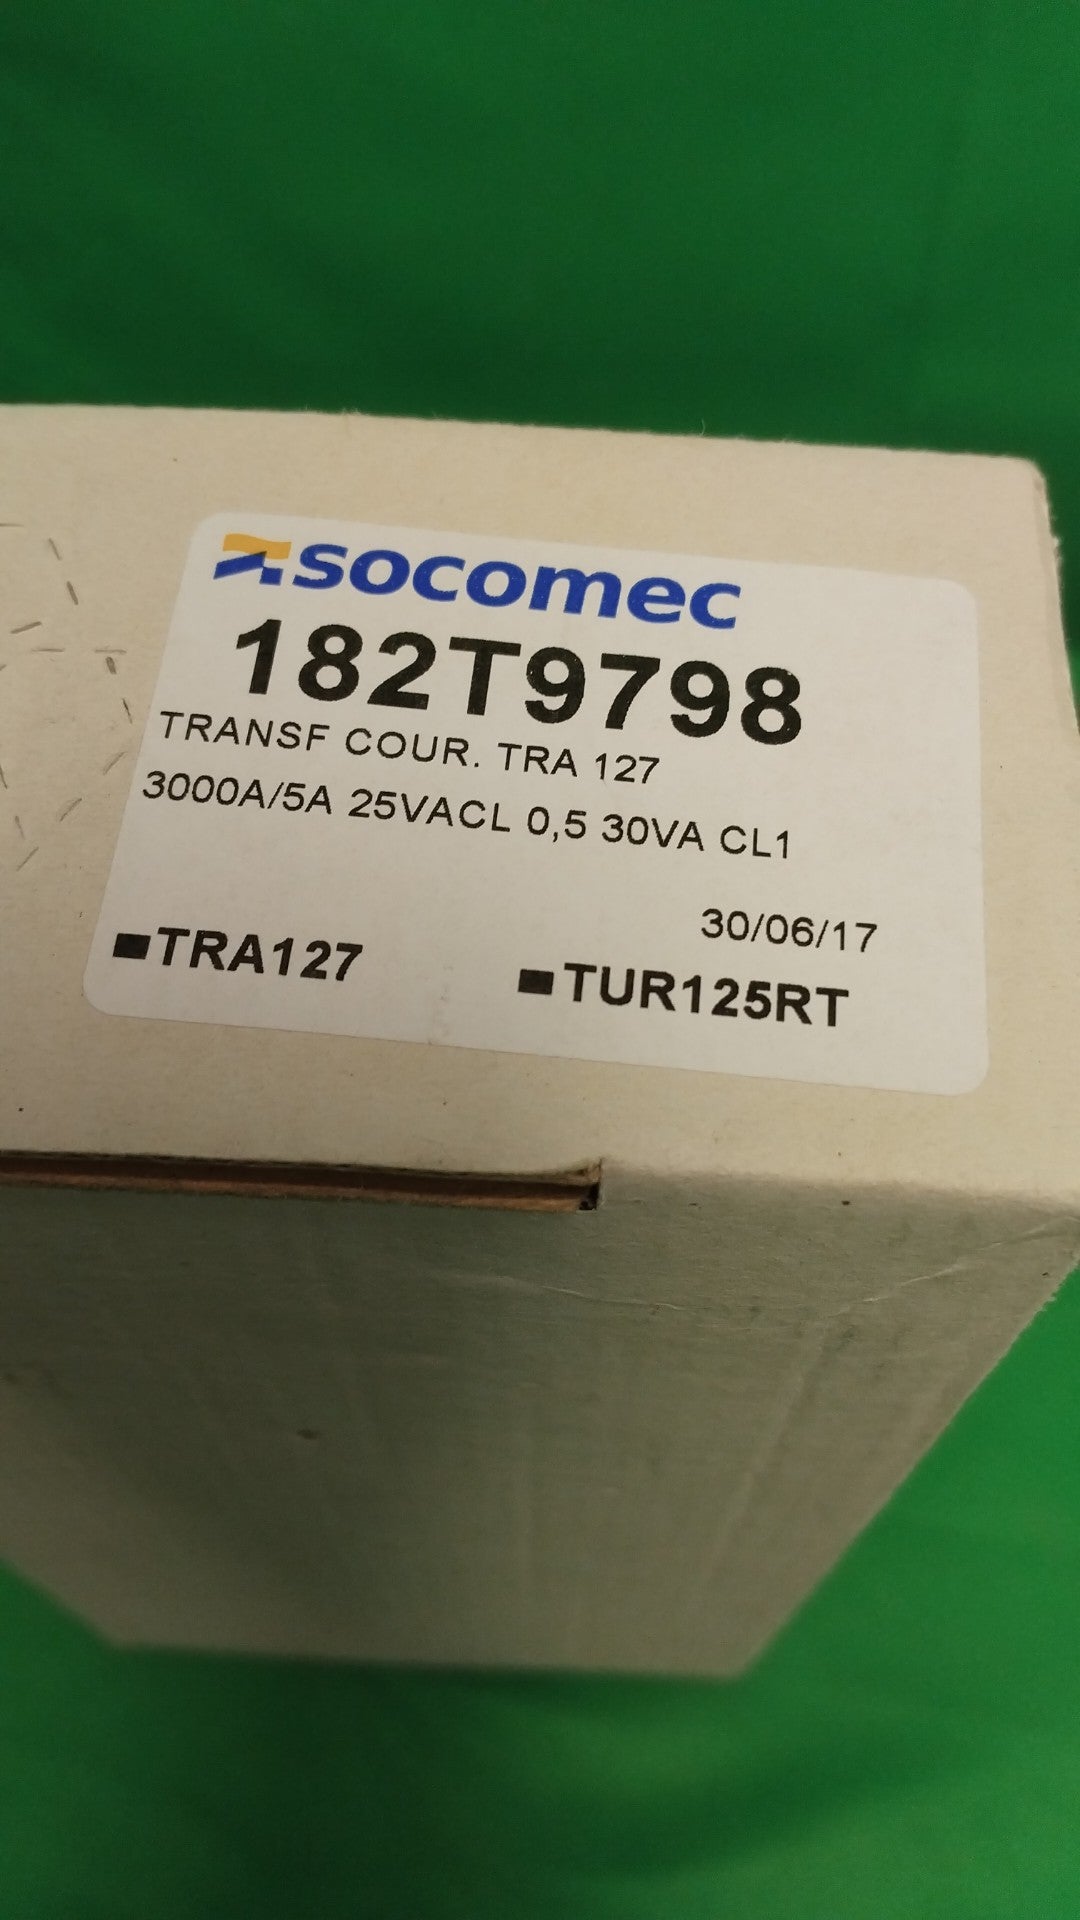 socomec
182T9798
TRANSF COUR. TRA 127
3000A/5A 25VACL 0,5 30VA CL1
30/06/17
TRA127
TUR125RT